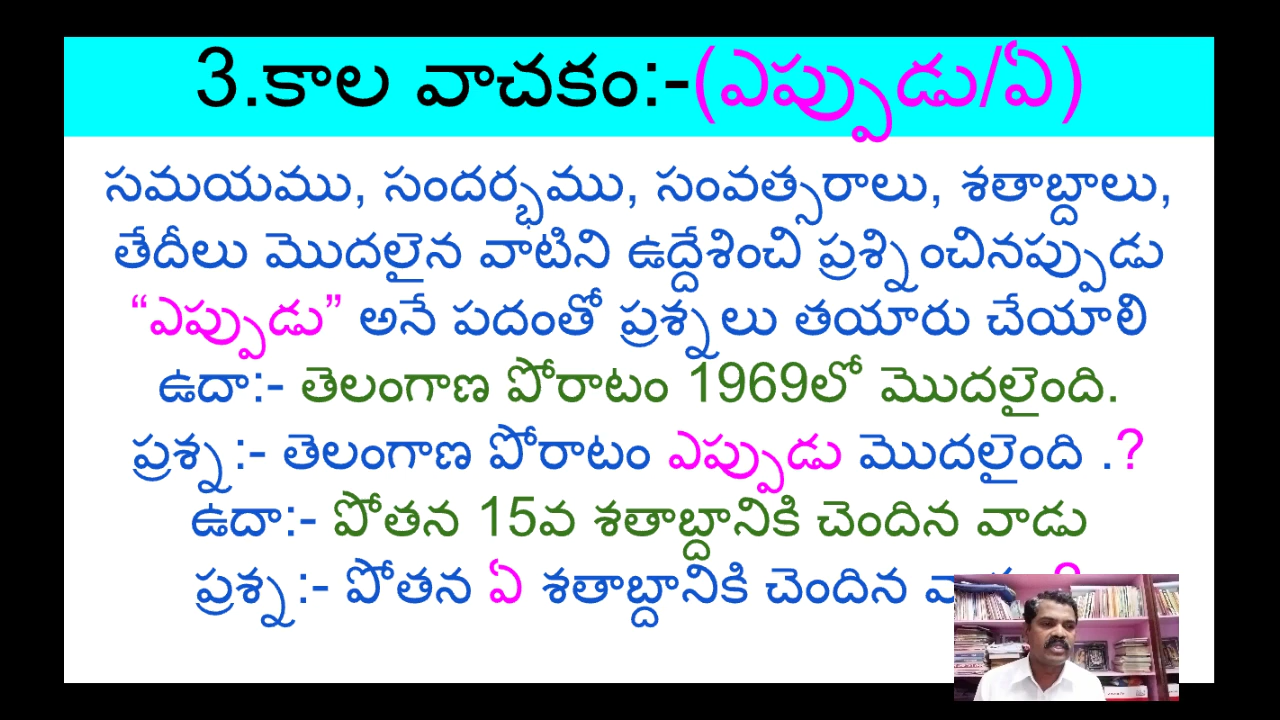 3.కాల వాచకం:-(ఎప్పుడు/ఏ)
సమయము, సందర్భము, సంవత్సరాలు, శతాబ్దాలు,
తేదీలు మొదలైన వాటిని ఉద్దేశించి ప్రశ్నించినప్పుడు
“ఎప్పుడు” అనే పదంతో ప్రశ్నలు తయారు చేయాలి
ఉదా:- తెలంగాణ పోరాటం 1969లో మొదలైంది.
ప్రశ్న:- తెలంగాణ పోరాటం ఎప్పుడు మొదలైంది .?
ఉదా:- పోతన 15వ శతాబ్దానికి చెందిన వాడు
ప్రశ్న:- పోతన ఏ శతాబ్దానికి చెందిన